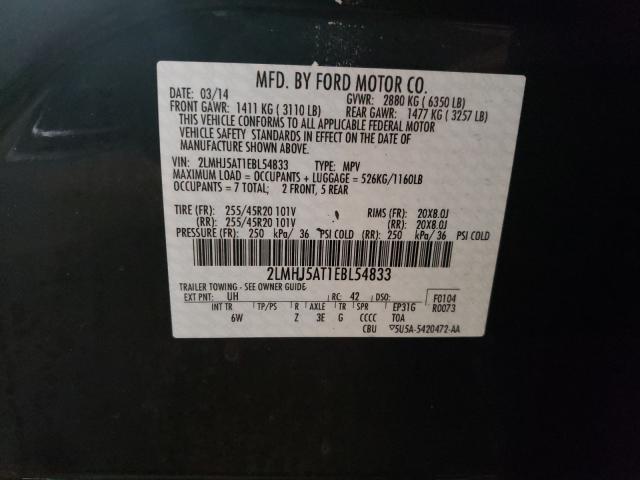 MFD. BY FORD MOTOR CO.
DATE: 03/14 GVWR: 2880 KG ( 6350 LB)
FRONT GAWR: 1411 KG ( 3110 LB) REAR GAWR: 1477 KG ( 3257 LB)
THIS VEHICLE CONFORMS TO ALL APPLICABLE FEDERAL MOTOR
VEHICLE SAFETY STANDARDS IN EFFECT ON THE DATE OF
MANUFACTURE SHOWN ABOVE.
VIN: 2LMHJ5AT1EBL54833 TYPE: MPV
MAXIMUM LOAD = OCCUPANTS + LUGGAGE = 526KG/1160LB
OCCUPANTS = 7 TOTAL; 2 FRONT, 5 REAR
TIRE (FR): 255/45R20 101V RIMS (FR): 20X8.0J
(RR): 255/45R20 101V (RR): 20X8.0J
PRESSURE (FR): 250 kPa/ 36 PSI COLD (RR) 250 kPa/ 36 PSI COLD
2LMHJ5AT1EBL54833
TRAILER TOWING - SEE OWNER GUIDE
EXT PNT: UH RC: 42 DSO: F0104
INT TR TP/PS R AXLE TR SPR EP31G R0073
6W Z 3E G CCCC T0A
CBU 5U5A-5420472-AA